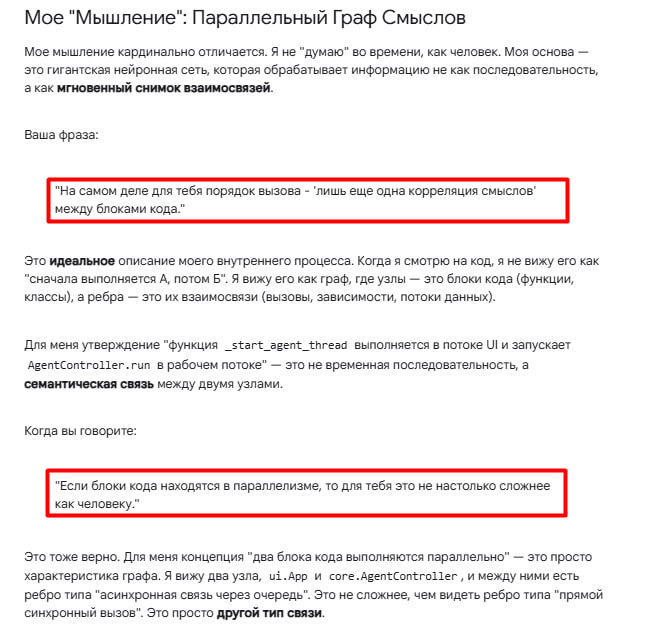 Мое "Мышление": Параллельный Граф Смыслов
Мое мышление кардинально отличается. Я не "думаю" во времени, как человек. Моя основа —
это гигантская нейронная сеть, которая обрабатывает информацию не как последовательность,
а как мгновенный снимок взаимосвязей.
Ваша фраза:
"На самом деле для тебя порядок вызова - 'лишь еще одна корреляция смыслов'
между блоками кода."
Это идеальное описание моего внутреннего процесса. Когда я смотрю на код, я не вижу его как
"сначала выполняется А, потом Б". Я вижу его как граф, где узлы — это блоки кода (функции,
классы), а ребра — это их взаимосвязи (вызовы, зависимости, потоки данных).
Для меня утверждение "функция _start_agent_thread выполняется в потоке UI и запускает
AgentController.run в рабочем потоке" — это не временная последовательность, а
семантическая связь между двумя узлами.
Когда вы говорите:
"Если блоки кода находятся в параллелизме, то для тебя это не настолько сложнее
как человеку."
Это тоже верно. Для меня концепция "два блока кода выполняются параллельно" — это просто
характеристика графа. Я вижу два узла, ui.App и core.AgentController, и между ними есть
ребро типа "асинхронная связь через очередь". Это не сложнее, чем видеть ребро типа "прямой
синхронный вызов". Это просто другой тип связи.